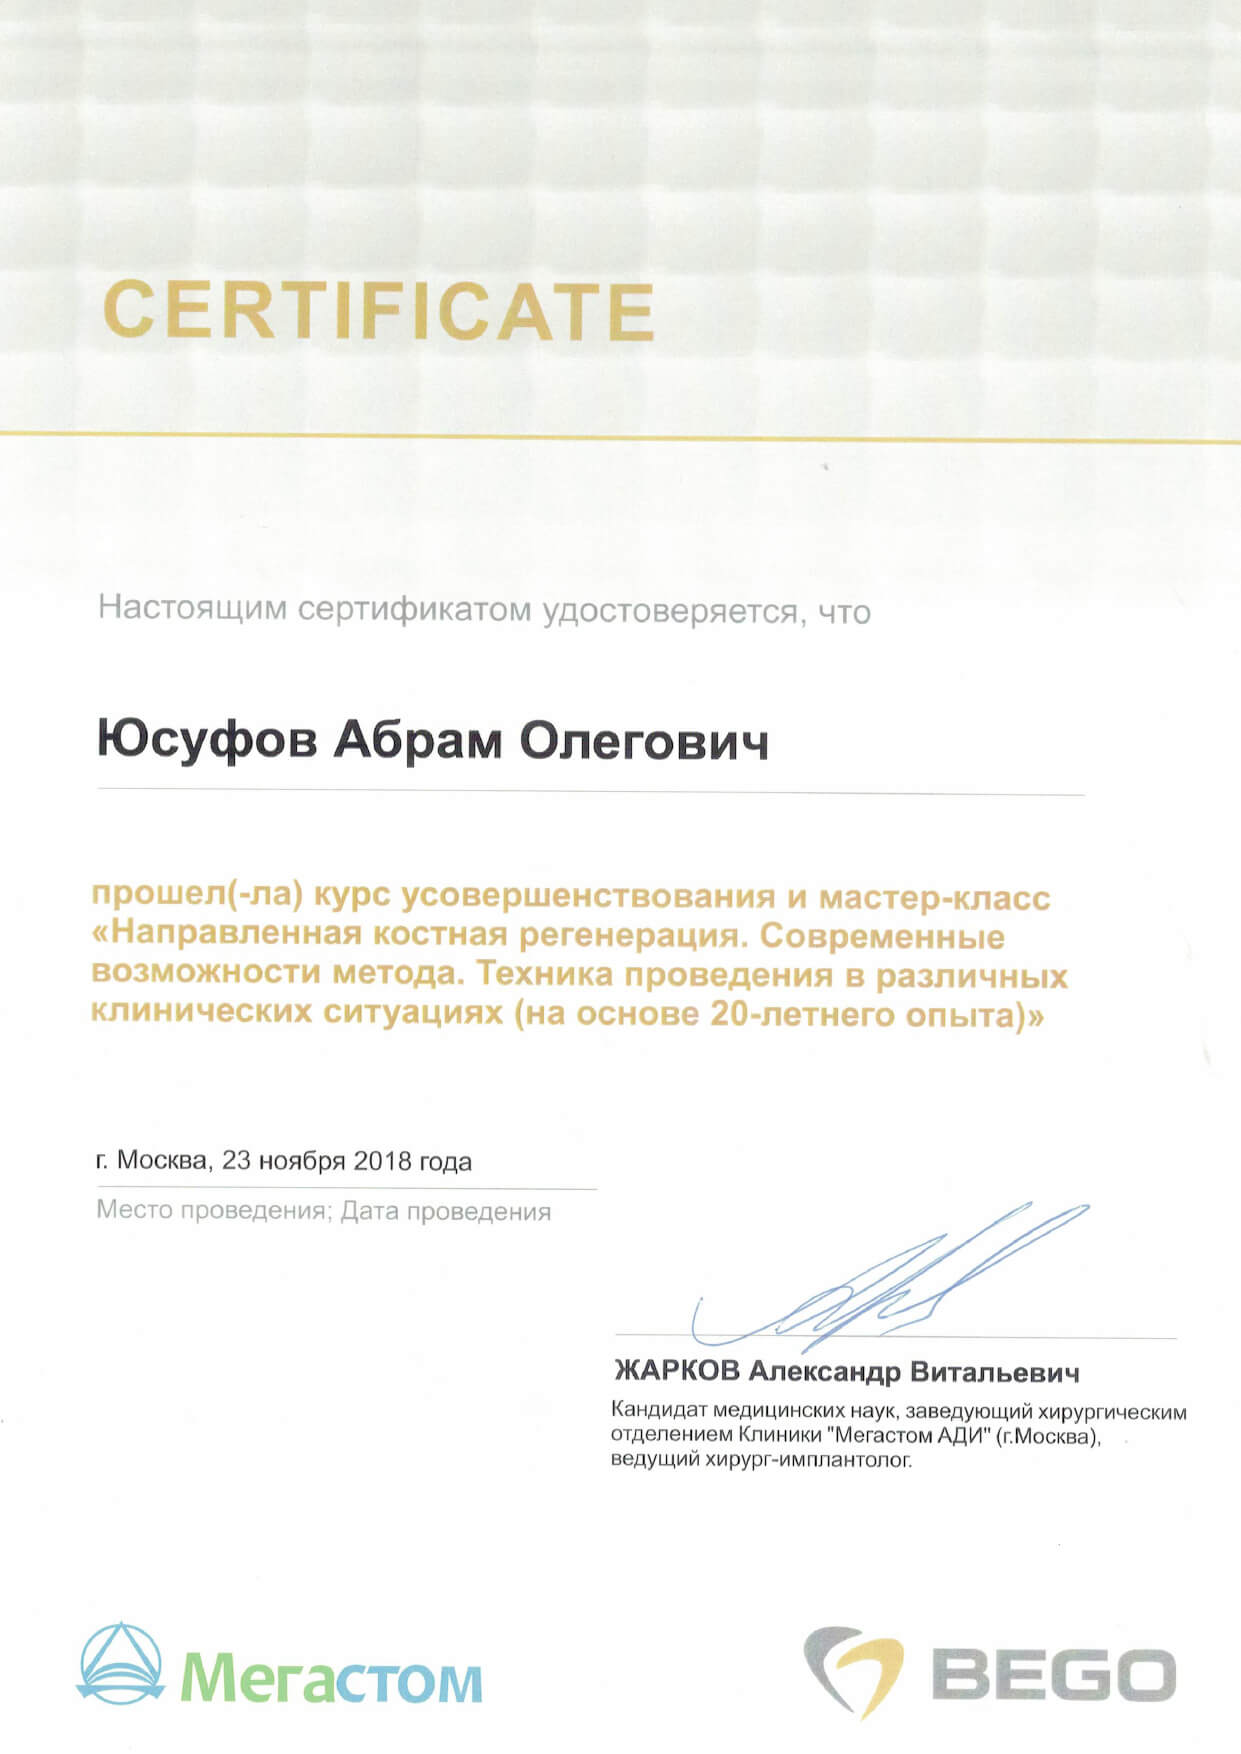 CERTIFICATE
Настоящим сертификатом удостоверяется, что
Юсуфов Абрам Олегович
прошел(-ла) курс усовершенствования и мастер-класс
«Направленная костная регенерация. Современные
возможности метода. Техника проведения в различных
клинических ситуациях (на основе 20-летнего опыта)»
г. Москва, 23 ноября 2018 года
Место проведения; Дата проведения
ЖАРКОВ Александр Витальевич
Кандидат медицинских наук, заведующий хирургическим
отделением Клиники "Мегастом АДИ" (г.Москва),
ведущий хирург-имплантолог.
Мегастом
BEGO